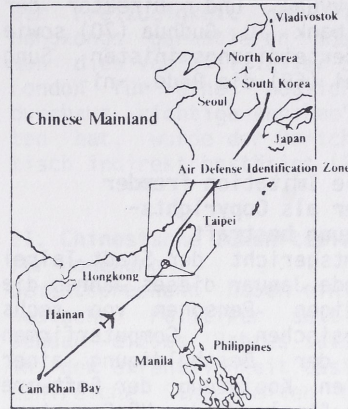 Vladivostok
North Korea
South Korea
Seoul
Chinese Mainland
Japan
Air Defense Identification Zone
Taipei
Hongkong
Hainan
Manila
Philippi
Cam Rhan Bay